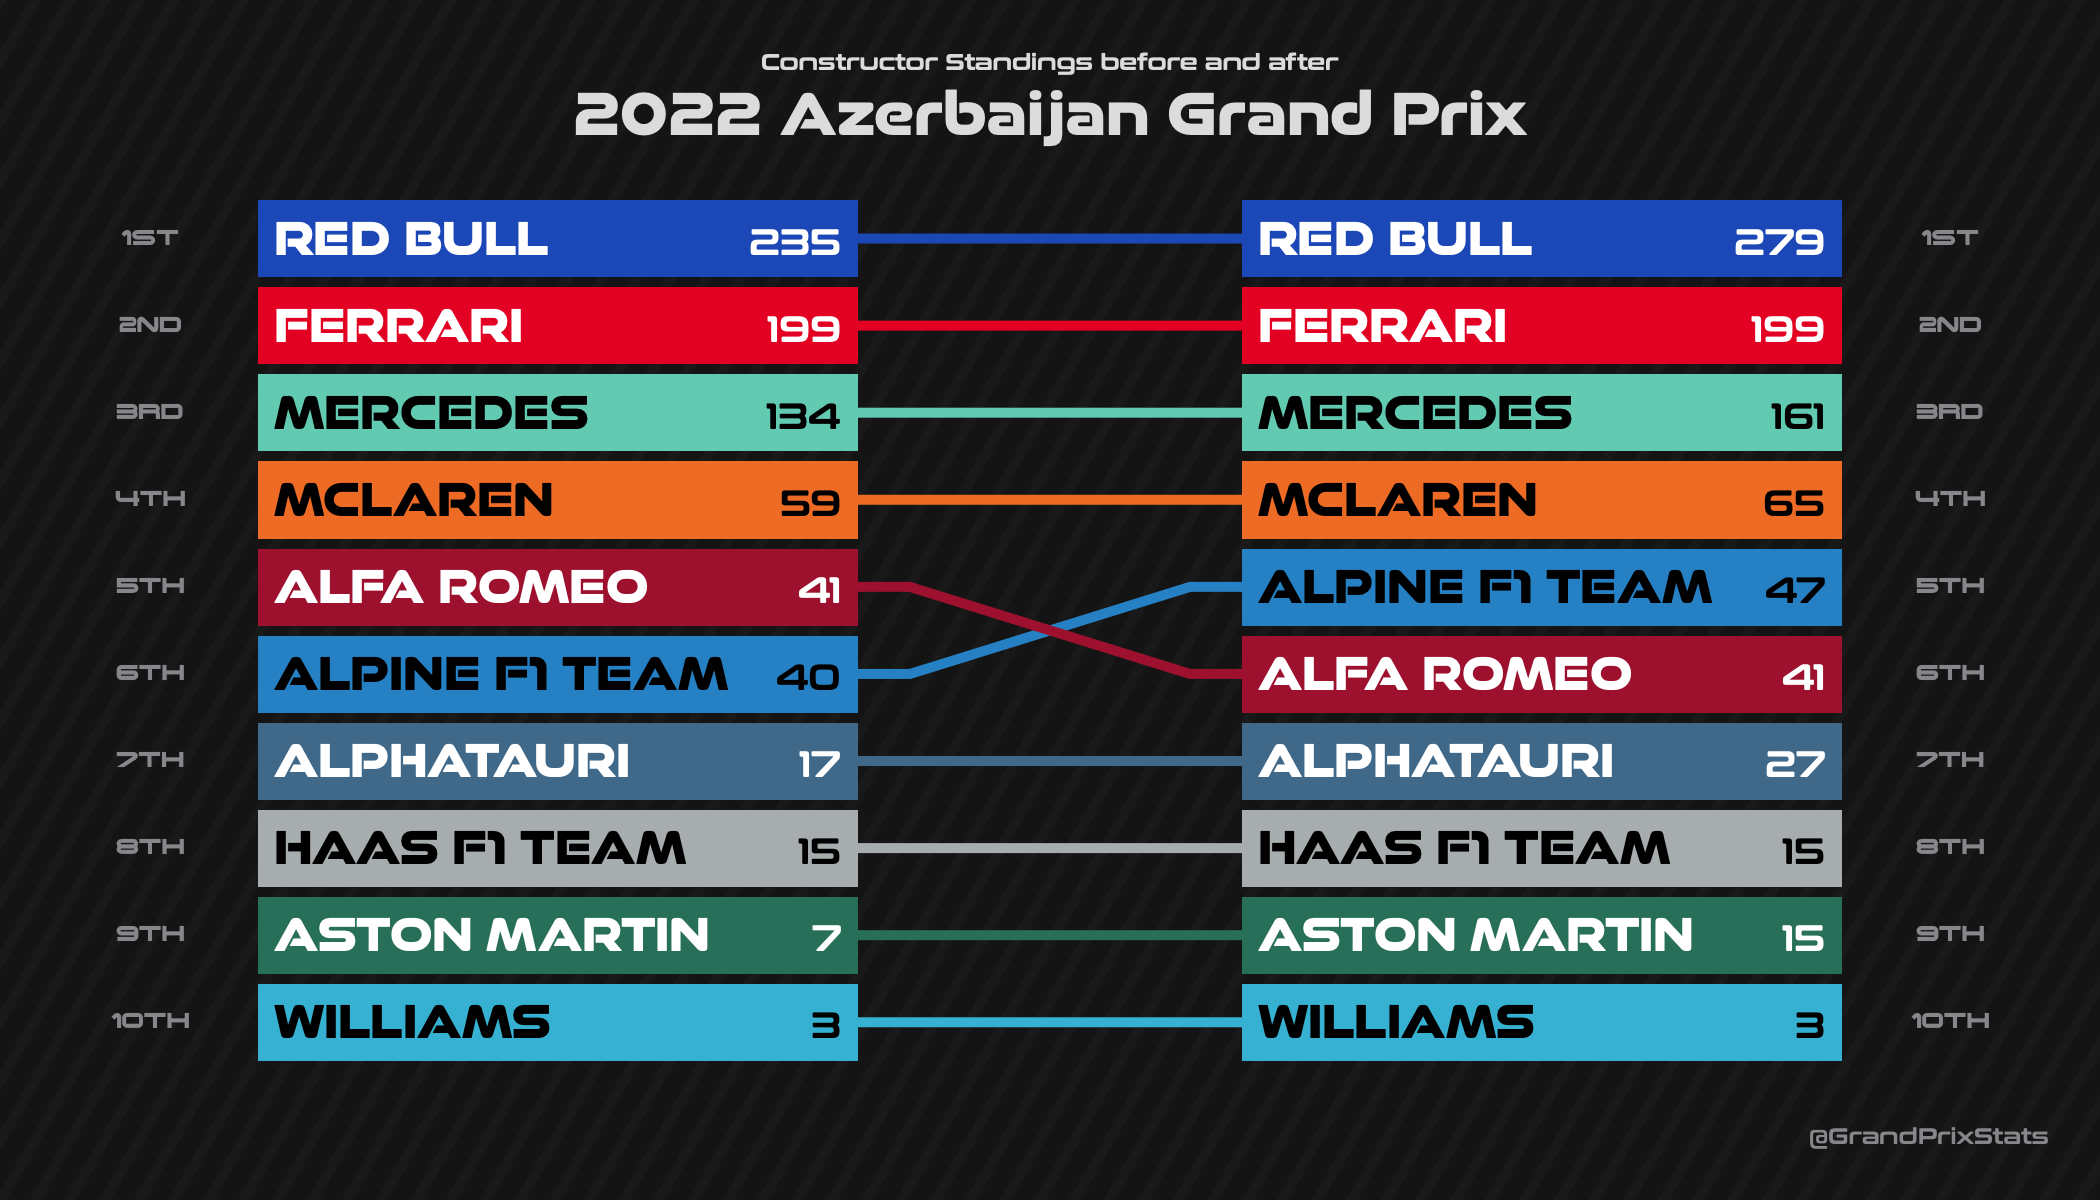 Constructor Standings before and after
2022 Azerbaijan Grand Prix
1ST RED BULL 235 RED BULL 279 1ST
2ND FERRARI 199 FERRARI 199 2ND
3RD MERCEDES 134 MERCEDES 161 3RD
4TH MCLAREN 59 MCLAREN 65 4TH
5TH ALFA ROMEO 41 ALPINE F1 TEAM 47 5TH
6TH ALPINE F1 TEAM 40 ALFA ROMEO 41 6TH
7TH ALPHATAURI 17 ALPHATAURI 27 7TH
8TH HAAS F1 TEAM 15 HAAS F1 TEAM 15 8TH
9TH ASTON MARTIN 7 ASTON MARTIN 15 9TH
10TH WILLIAMS 3 WILLIAMS 3 10TH
@GrandPrixStats